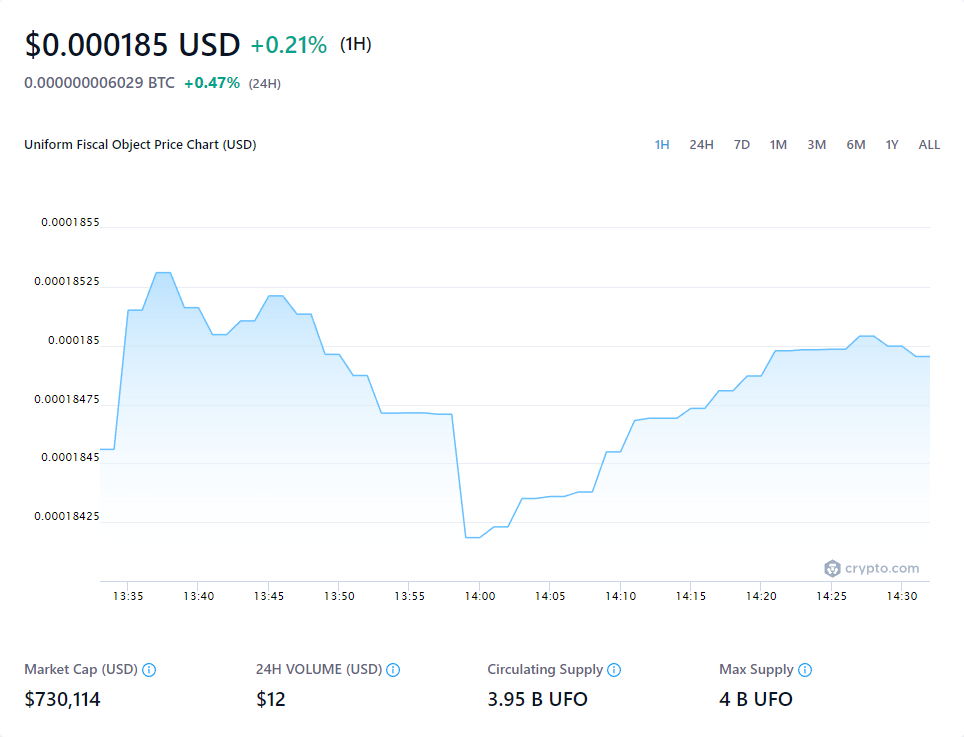 $0.000185 USD +0.21% (1H)
0.000000006029 BTC +0.47% (24H)
Uniform Fiscal Object Price Chart (USD)
1H 24H 7D 1M 3M 6M 1Y ALL
0.0001855
0.00018525
0.000185
0.00018475
0.0001845
0.00018425
crypto.com
13:35 13:40 13:45 13:50 13:55 14:00 14:05 14:10 14:15 14:20 14:25 14:30
Market Cap (USD) 24H VOLUME (USD) Circulating Supply Max Supply
$730,114 $12 3.95 B UFO 4 B UFO